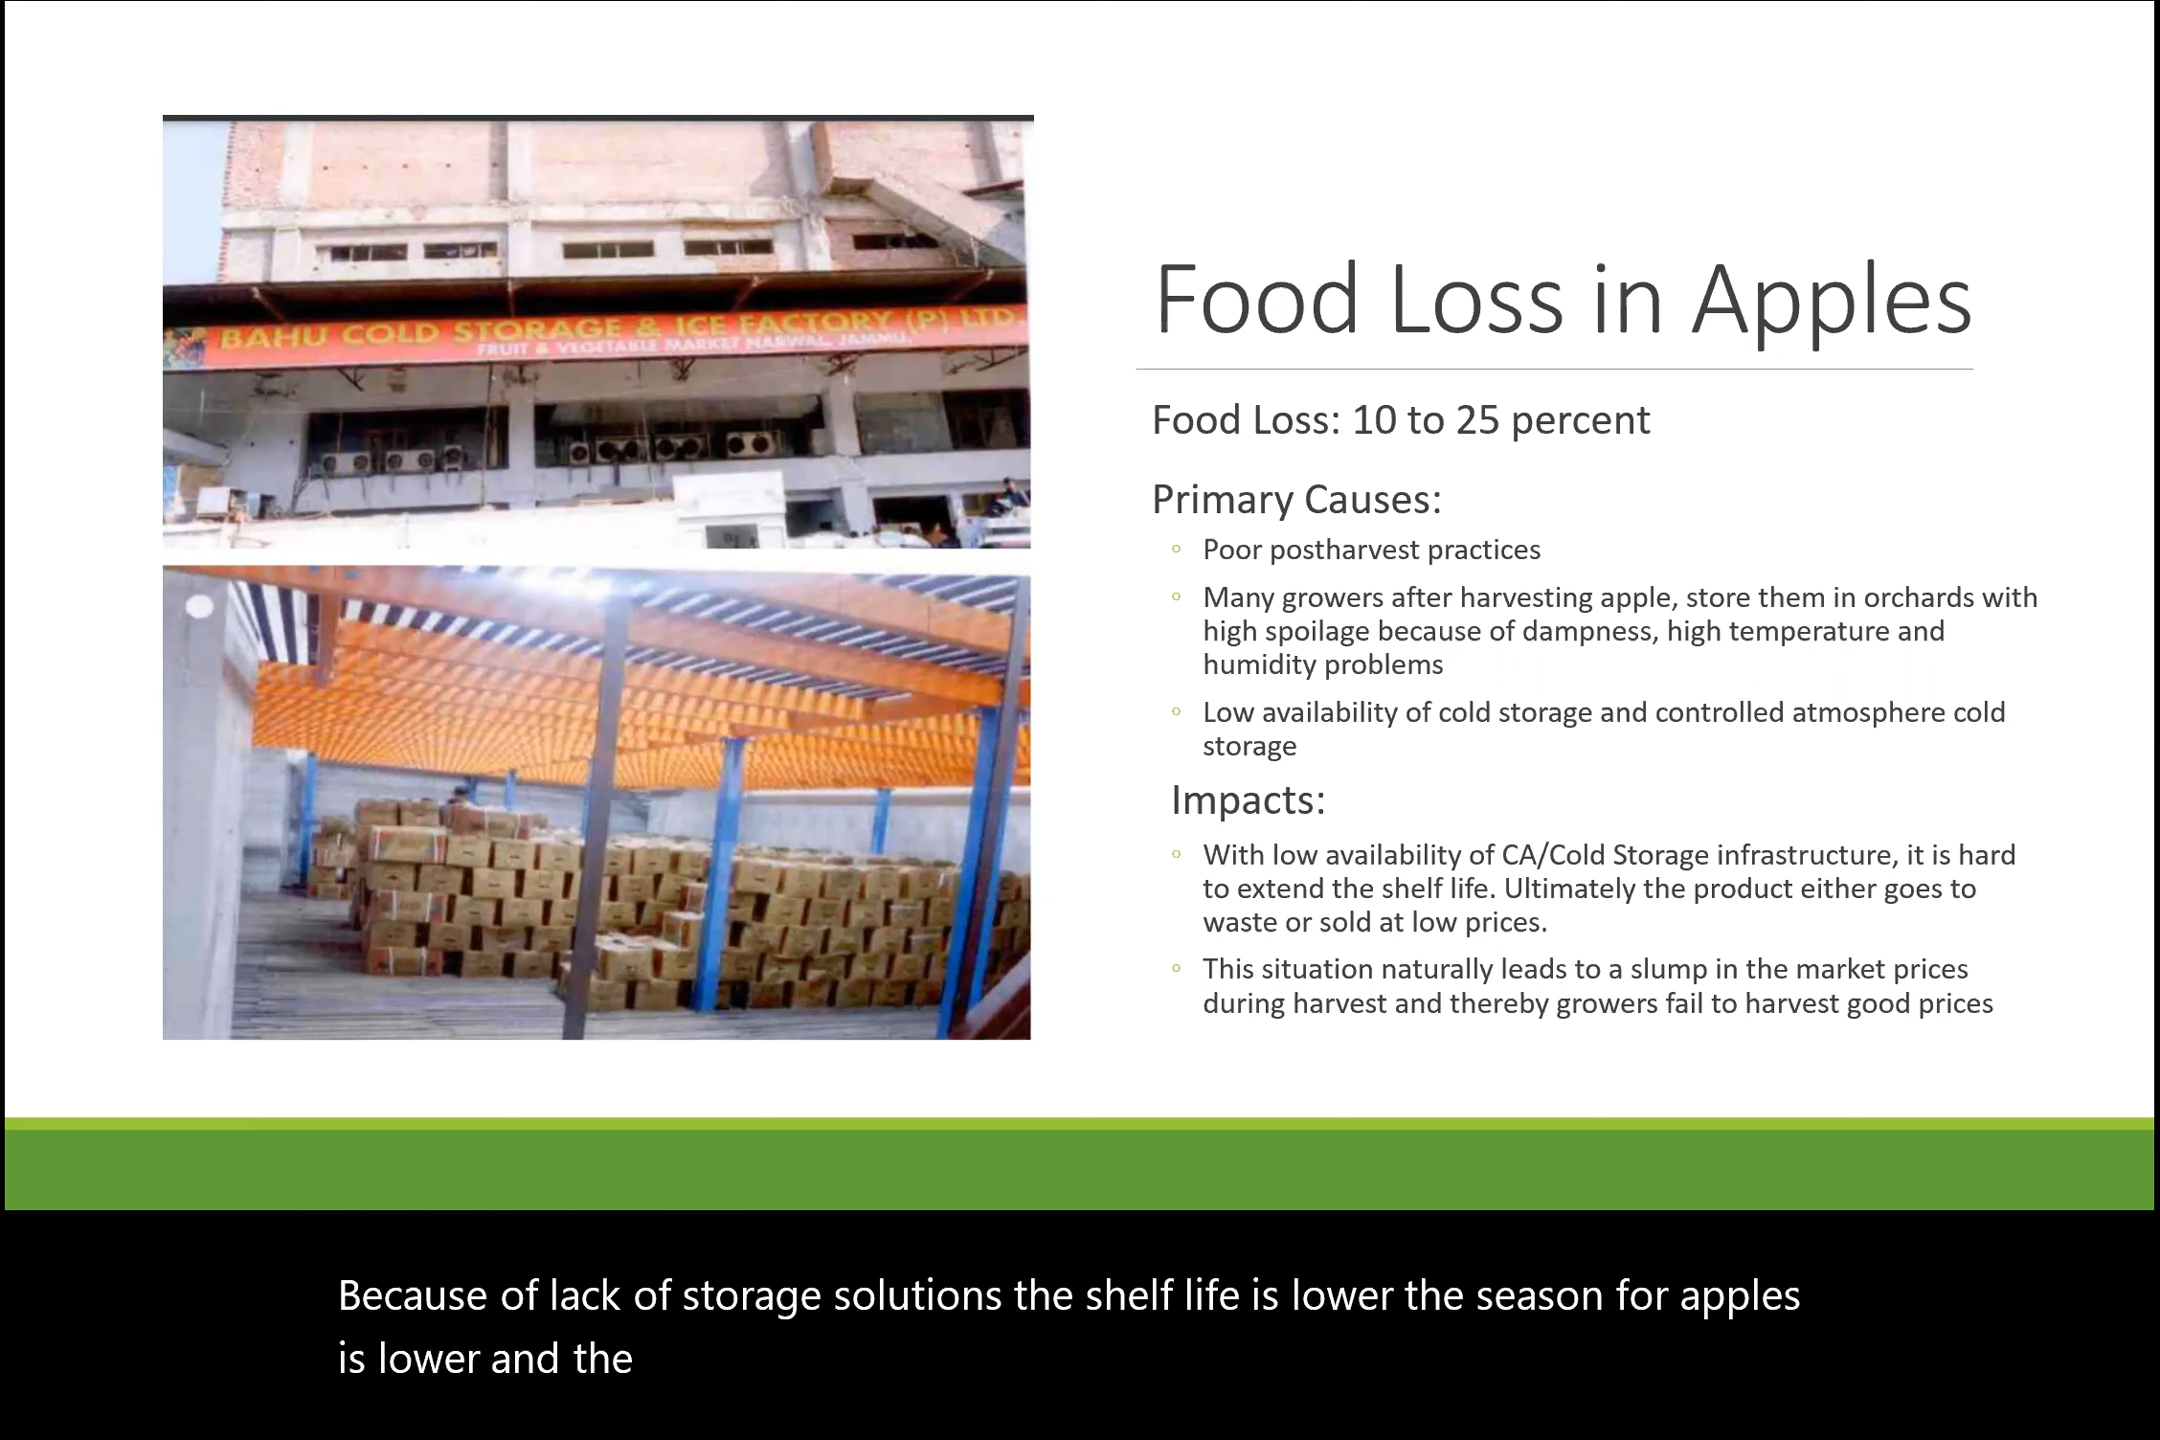 BAHU COLD STORAGE & ICE FACTORY (P) LTD.
FRUIT & VEGETABLE MARKET NARWAL, JAMMU.
Food Loss in Apples
Food Loss: 10 to 25 percent
Primary Causes:
◦ Poor postharvest practices
◦ Many growers after harvesting apple, store them in orchards with
high spoilage because of dampness, high temperature and
humidity problems
◦ Low availability of cold storage and controlled atmosphere cold
storage
Impacts:
◦ With low availability of CA/Cold Storage infrastructure, it is hard
to extend the shelf life. Ultimately the product either goes to
waste or sold at low prices.
◦ This situation naturally leads to a slump in the market prices
during harvest and thereby growers fail to harvest good prices
Because of lack of storage solutions the shelf life is lower the season for apples
is lower and the